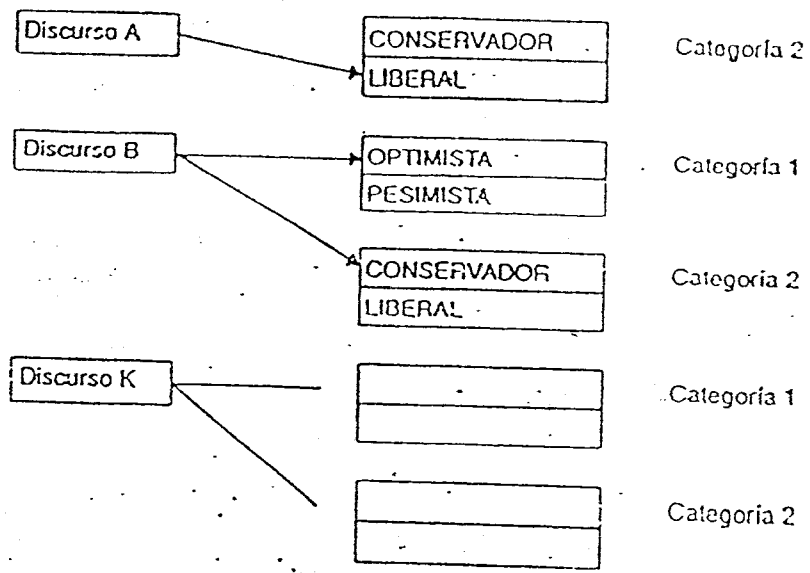 Discurso A
CONSERVADOR
Categoría 2
LIBERAL
Discurso B
OPTIMISTA
Categoría 1
PESIMISTA
CONSERVADOR
Categoría 2
LIBERAL
Discurso K
Categoría 1
Categoría 2